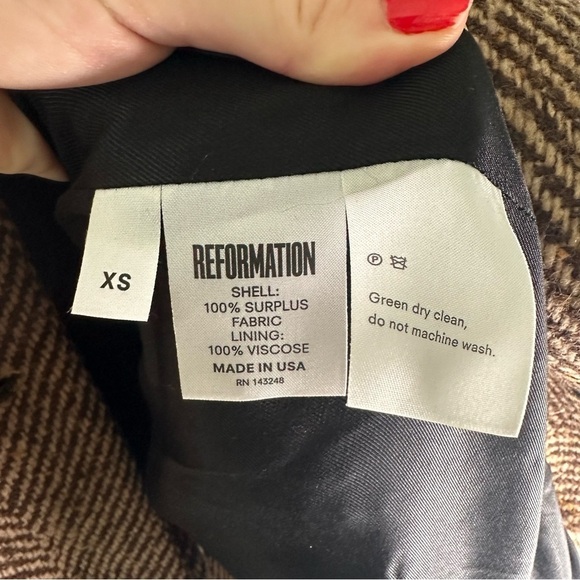 XS
REFORMATION
SHELL:
100% SURPLUS
FABRIC
LINING:
100% VISCOSE
MADE IN USA
RN 143248
P
Green dry clean,
do not machine wash.